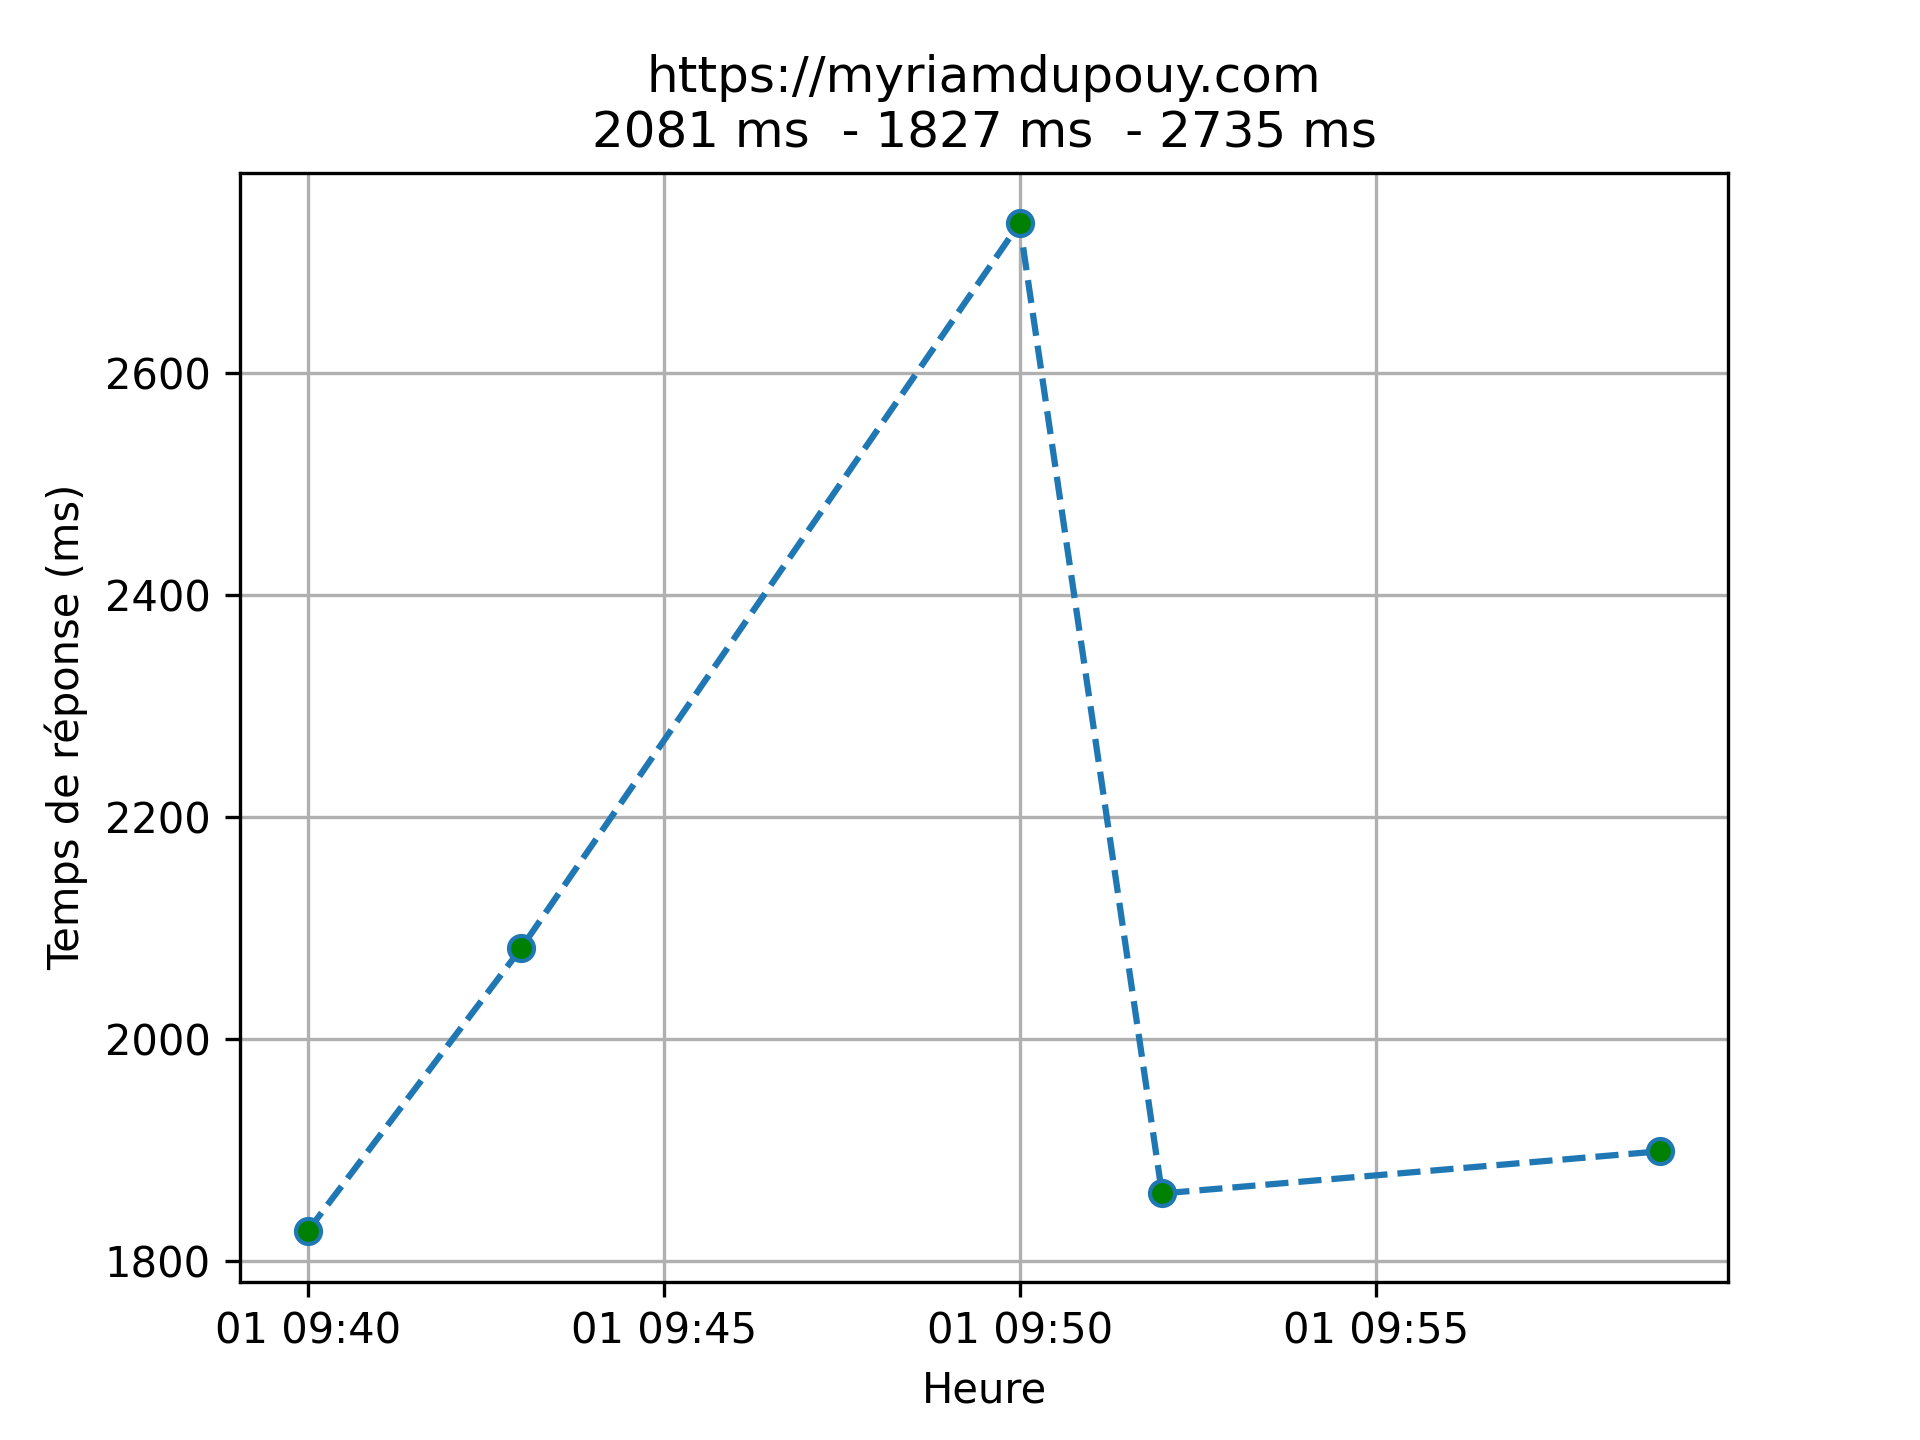 https://myriamdupouy.com
2081 ms  - 1827 ms  - 2735 ms
Temps de réponse (ms)
2600
2400
2200
2000
1800
01 09:40
01 09:45
01 09:50
01 09:55
Heure